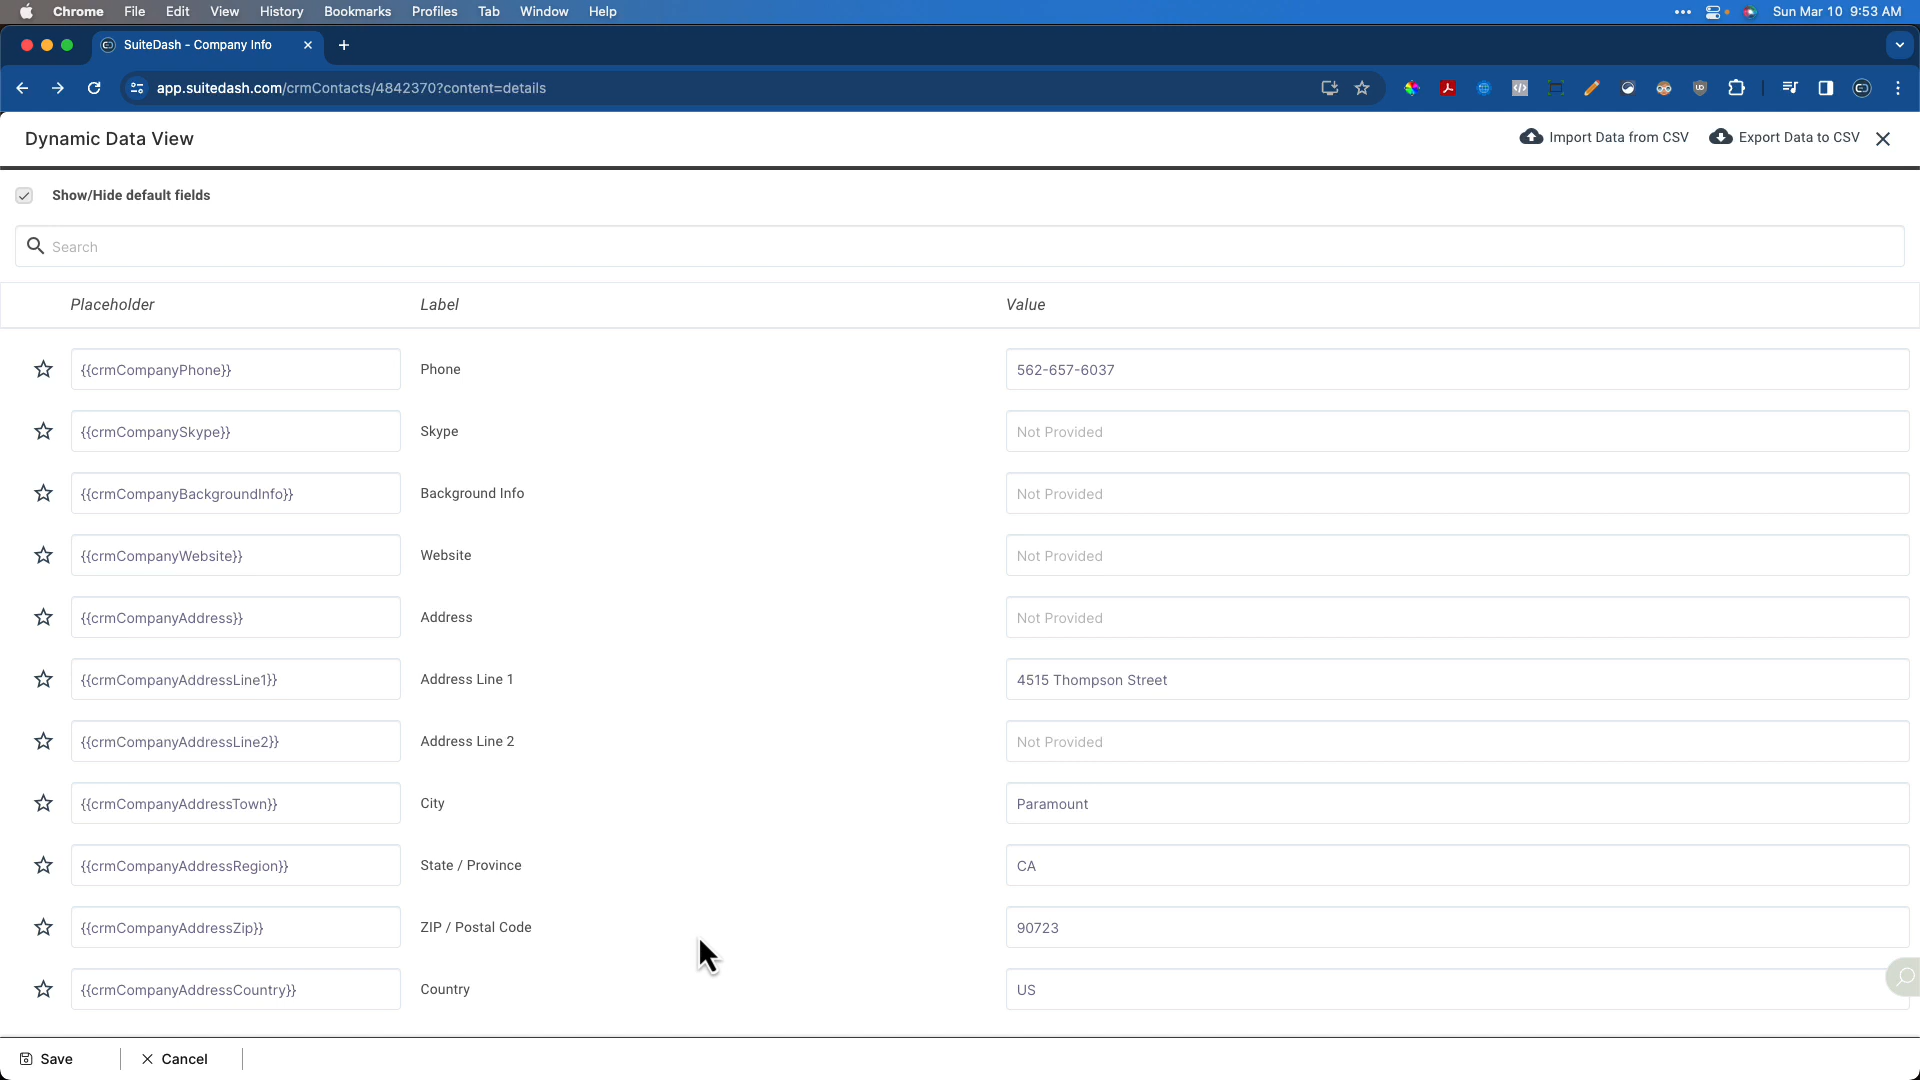 Chrome File Edit View History Bookmarks Profiles Tab Window Help Sun Mar 10 9:53 AM
SuiteDash - Company Info
app.suitedash.com/crmContacts/4842370?content=details
Dynamic Data View Import Data from CSV Export Data to CSV
Show/Hide default fields
Search
Placeholder Label Value
{{crmCompanyPhone}} Phone 562-657-6037
{{crmCompanySkype}} Skype Not Provided
{{crmCompanyBackgroundInfo}} Background Info Not Provided
{{crmCompanyWebsite}} Website Not Provided
{{crmCompanyAddress}} Address Not Provided
{{crmCompanyAddressLine1}} Address Line 1 4515 Thompson Street
{{crmCompanyAddressLine2}} Address Line 2 Not Provided
{{crmCompanyAddressTown}} City Paramount
{{crmCompanyAddressRegion}} State / Province CA
{{crmCompanyAddressZip}} ZIP / Postal Code 90723
{{crmCompanyAddressCountry}} Country US
Save Cancel